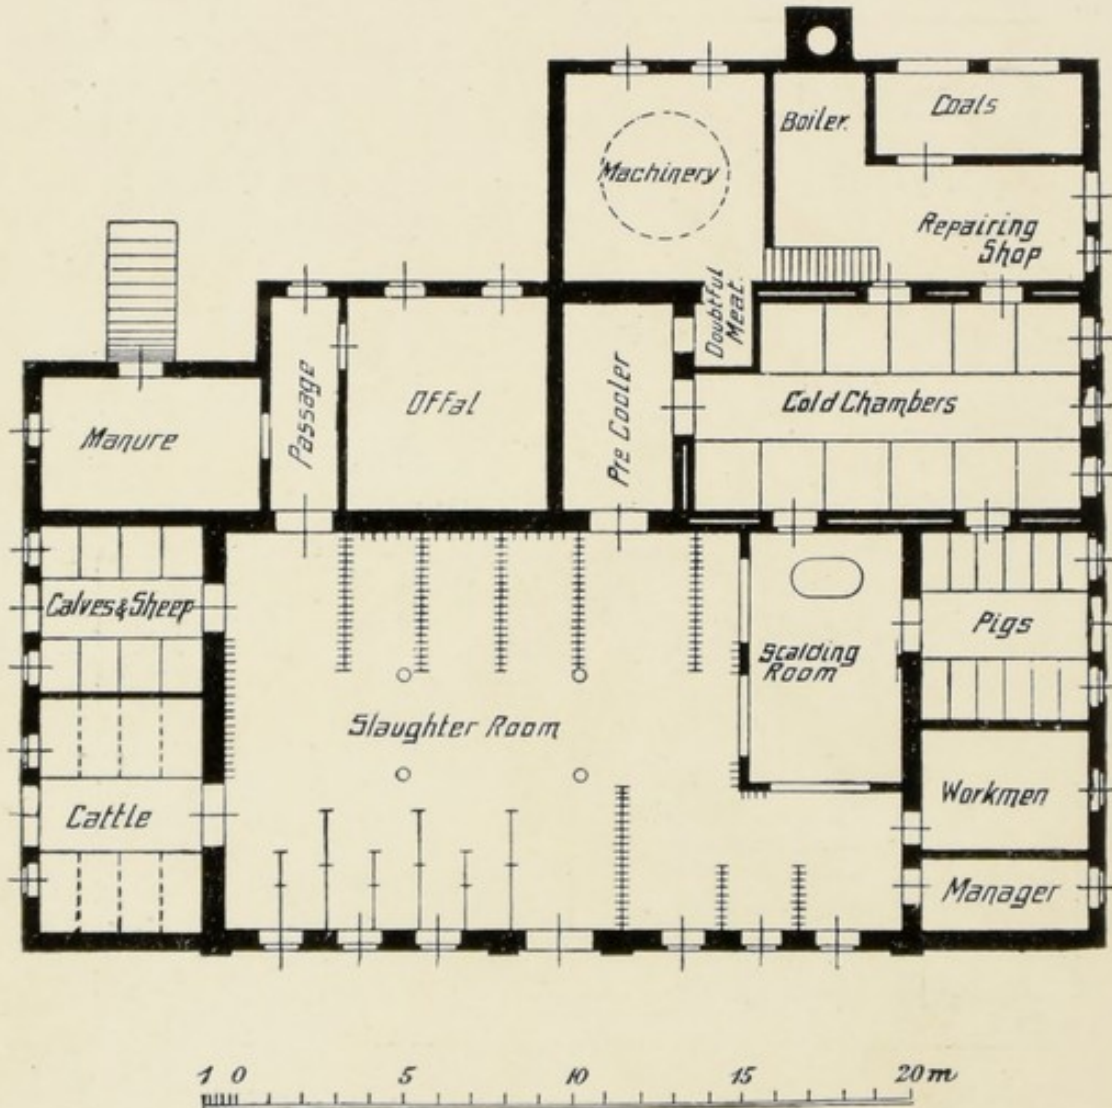 Boiler.
Coals
Machinery
Repairing
Shop
Doubtful
Meat.
Passage
Offal
Pre Cooler
Cold Chambers
Manure
Calves & Sheep
Pigs
Scalding
Room
Slaughter Room
Cattle
Workmen
Manager
1 0 5 10 15 20 m